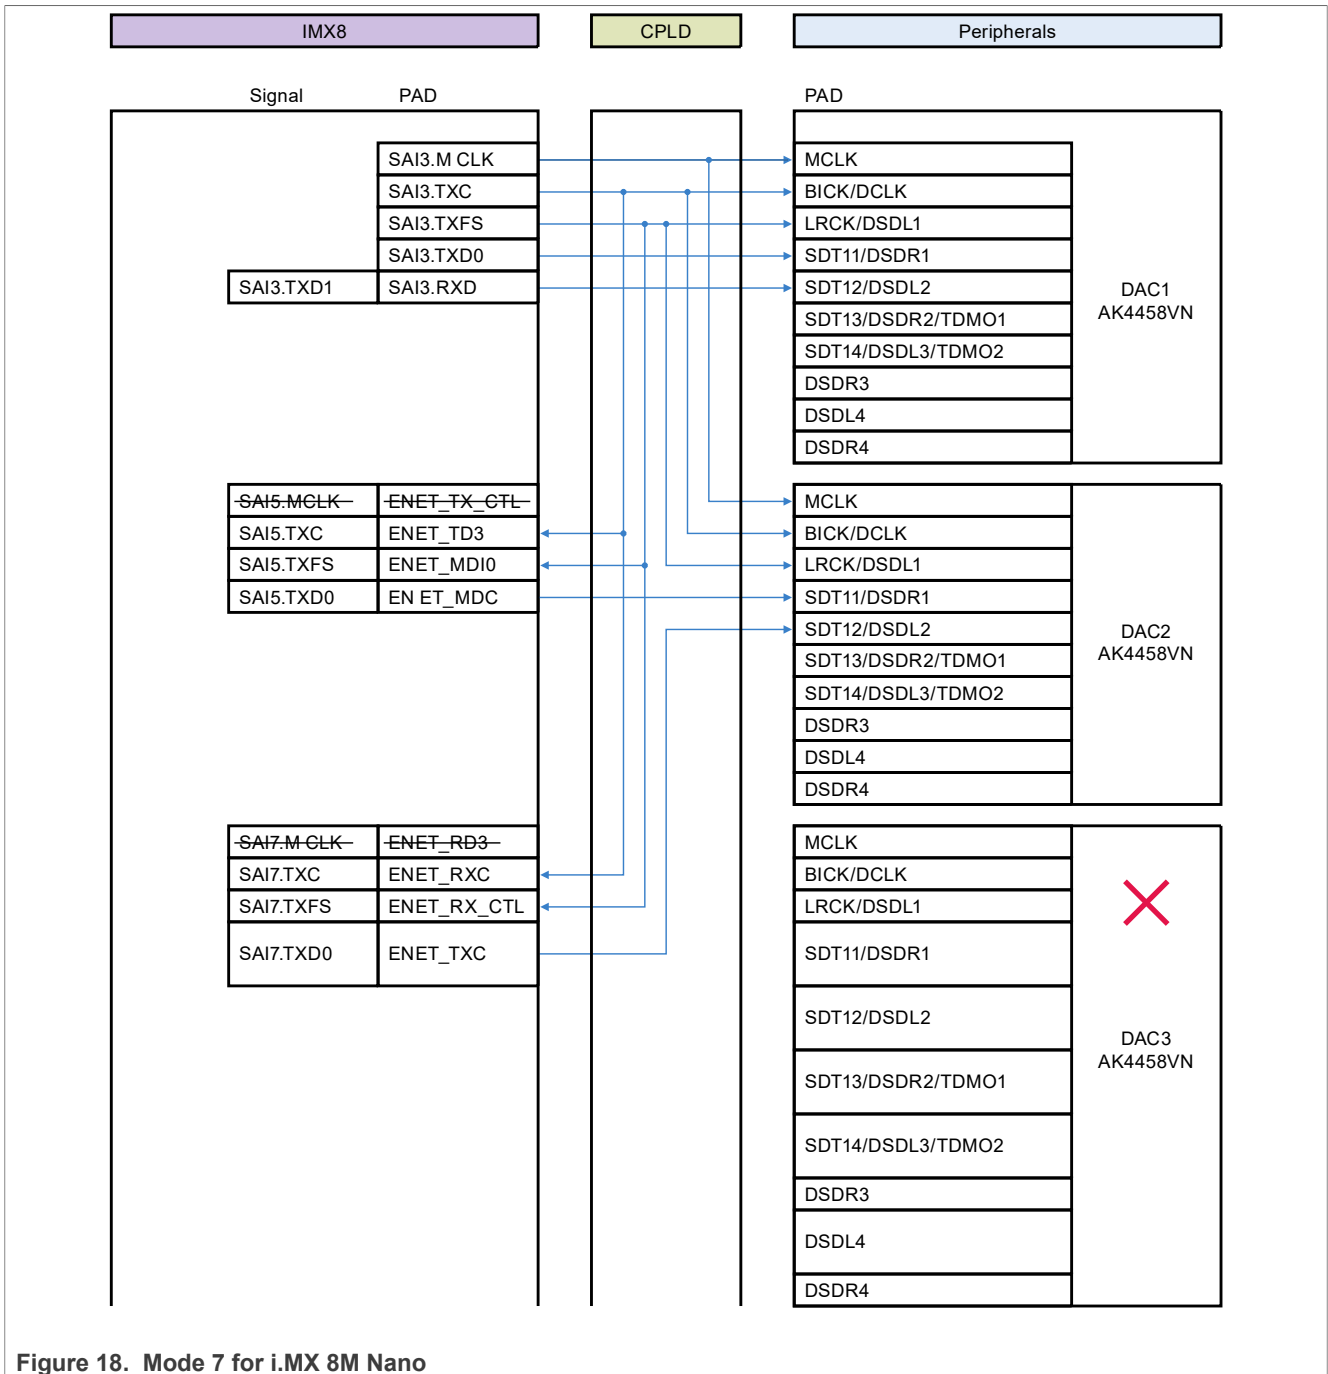 IMX8 CPLD Peripherals
Signal PAD PAD
SAI3.M CLK MCLK
SAI3.TXC BICK/DCLK
SAI3.TXFS LRCK/DSDL1
SAI3.TXD0 SDT11/DSDR1
SAI3.TXD1 SAI3.RXD SDT12/DSDL2
DAC1
AK4458VN
SDT13/DSDR2/TDMO1
SDT14/DSDL3/TDMO2
DSDR3
DSDL4
DSDR4
SAI5.MCLK ENET_TX_CTL MCLK
SAI5.TXC ENET_TD3 BICK/DCLK
SAI5.TXFS ENET_MDI0 LRCK/DSDL1
SAI5.TXD0 EN ET_MDC SDT11/DSDR1
SDT12/DSDL2
DAC2
AK4458VN
SDT13/DSDR2/TDMO1
SDT14/DSDL3/TDMO2
DSDR3
DSDL4
DSDR4
SAI7.M CLK ENET_RD3 MCLK
SAI7.TXC ENET_RXC BICK/DCLK
SAI7.TXFS ENET_RX_CTL LRCK/DSDL1
SAI7.TXD0 ENET_TXC SDT11/DSDR1
SDT12/DSDL2
DAC3
AK4458VN
SDT13/DSDR2/TDMO1
SDT14/DSDL3/TDMO2
DSDR3
DSDL4
DSDR4
Figure 18. Mode 7 for i.MX 8M Nano